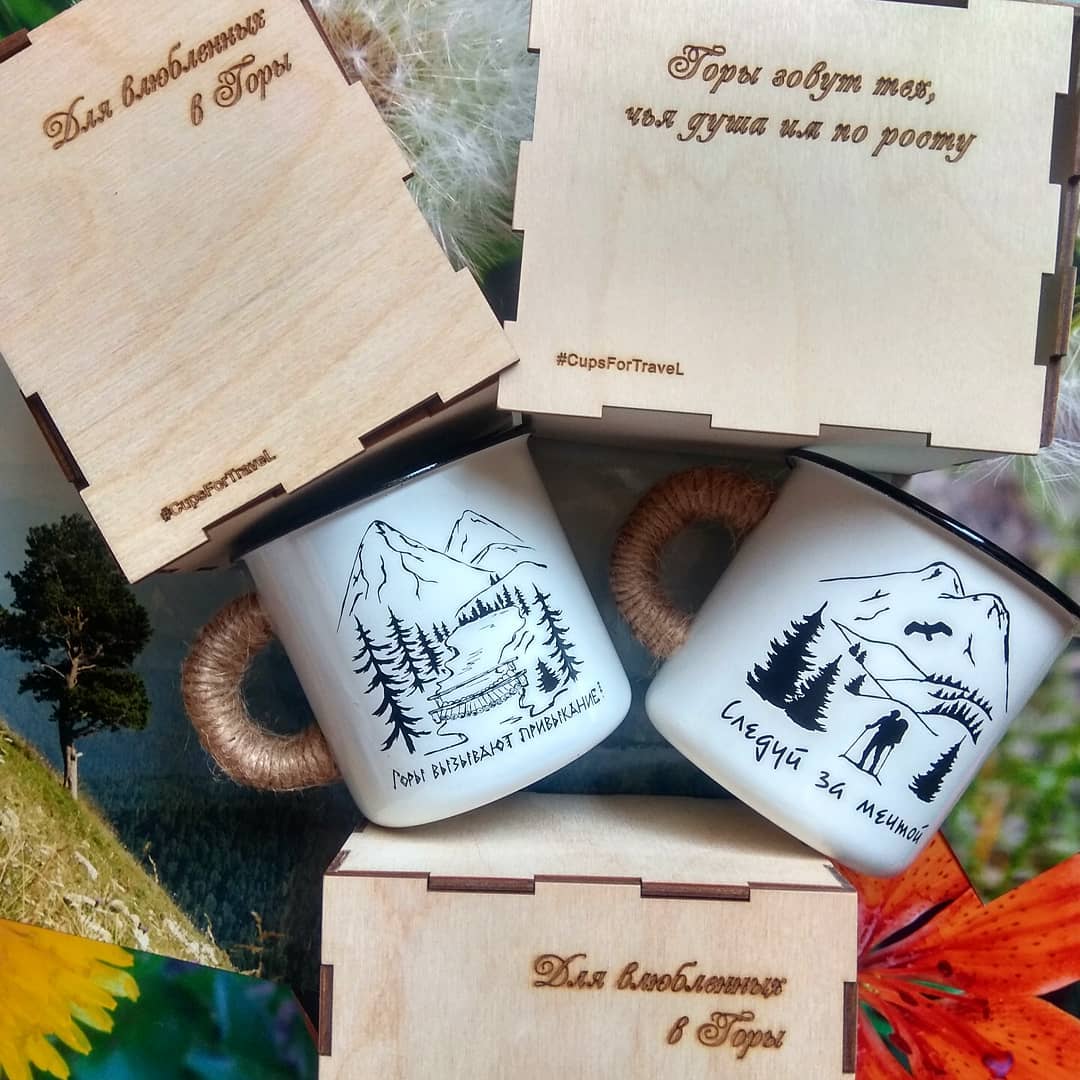 Для влюбленных
в Горы
#CupsForTraveL
Горы зовут тех,
чья душа им по росту
#CupsForTraveL
Горы вызывают привыкание!
Следуй за мечтой
Для влюбленных
в Горы